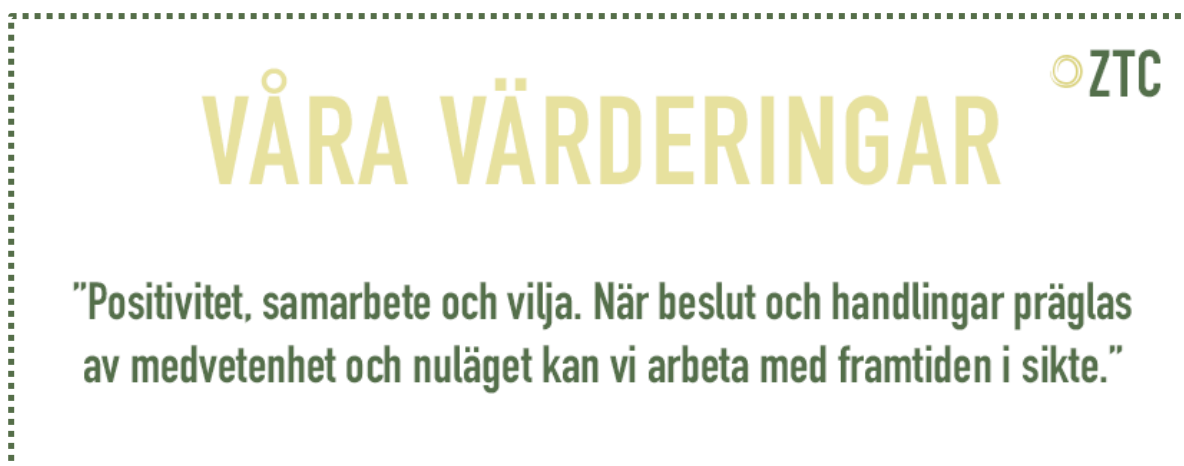 ZTC
VÅRA VÄRDERINGAR
”Positivitet, samarbete och vilja. När beslut och handlingar präglas
av medvetenhet och nuläget kan vi arbeta med framtiden i sikte.”